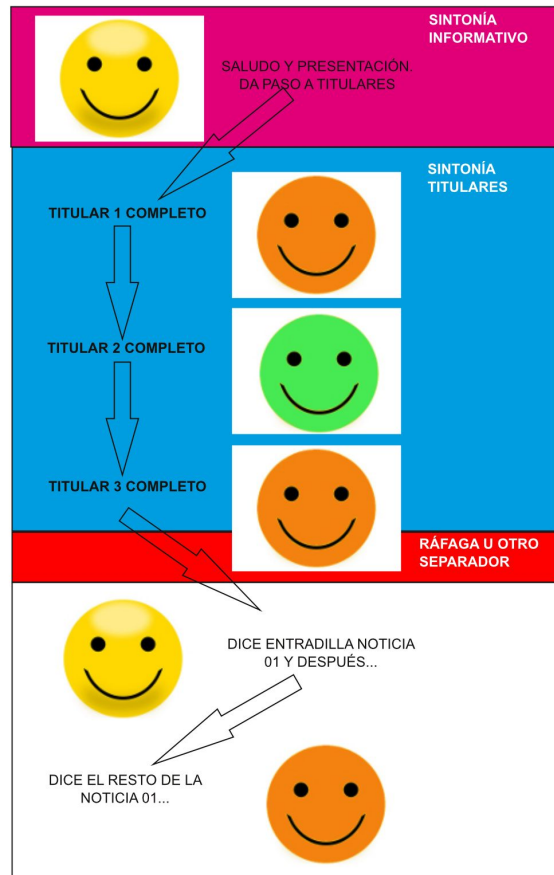 SINTONÍA
INFORMATIVO
SALUDO Y PRESENTACIÓN.
DA PASO A TITULARES
SINTONÍA
TITULARES
TITULAR 1 COMPLETO
TITULAR 2 COMPLETO
TITULAR 3 COMPLETO
RÁFAGA U OTRO
SEPARADOR
DICE ENTRADILLA NOTICIA
01 Y DESPUÉS...
DICE EL RESTO DE LA
NOTICIA 01...